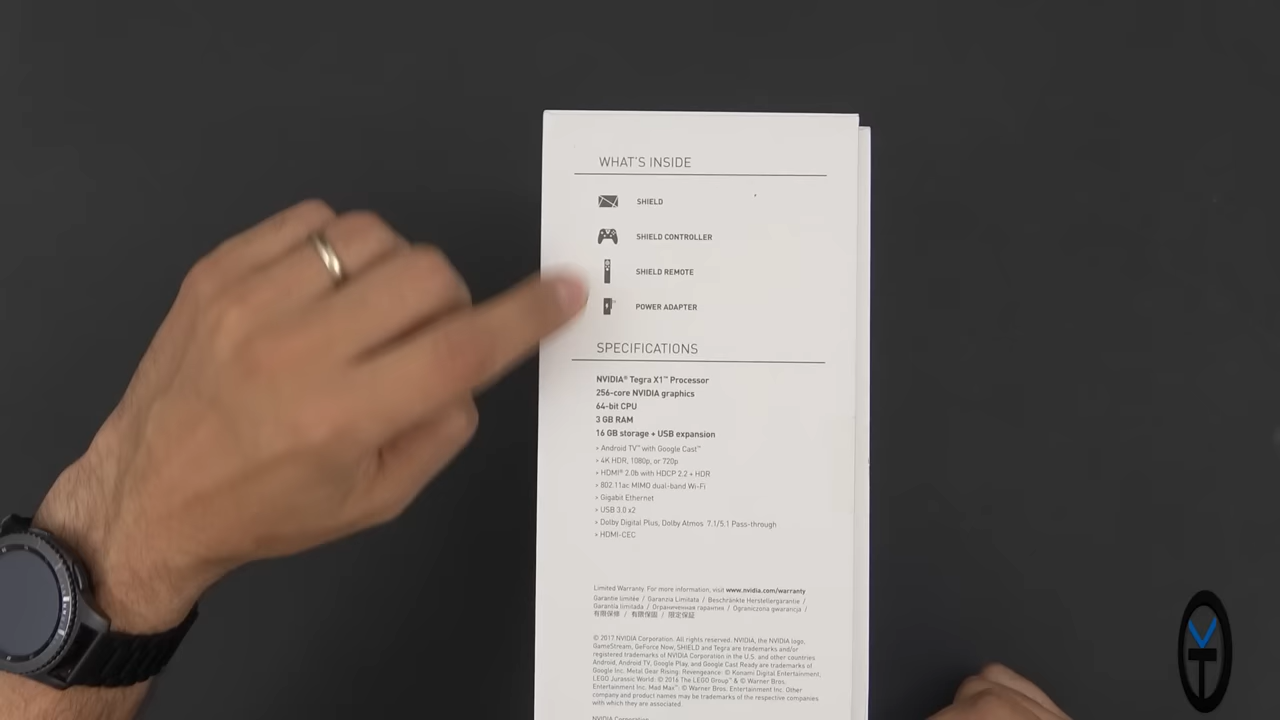 WHAT'S INSIDE
SHIELD
SHIELD CONTROLLER
SHIELD REMOTE
POWER ADAPTER
SPECIFICATIONS
NVIDIA® Tegra X1™ Processor
256-core NVIDIA graphics
64-bit CPU
3 GB RAM
16 GB storage + USB expansion
» Android TV™ with Google Cast™
» 4K HDR, 1080p, or 720p
» HDMI® 2.0b with HDCP 2.2 + HDR
» 802.11ac MIMO dual-band Wi-Fi
» Gigabit Ethernet
» USB 3.0 x2
» Dolby Digital Plus, Dolby Atmos 7.1/5.1 Pass-through
» HDMI-CEC
Limited Warranty. For more information, visit www.nvidia.com/warranty
Garantie limitée / Garanzia Limitata / Beschränkte Herstellergarantie /
Garantía limitada / Ограниченная гарантия / Ograniczona gwarancja /
有限保修 / 有限保固 / 限定保証
© 2017 NVIDIA Corporation. All rights reserved. NVIDIA, the NVIDIA logo,
GameStream, GeForce Now, SHIELD and Tegra are trademarks and/or
registered trademarks of NVIDIA Corporation in the U.S. and other countries.
Android, Android TV, Google Play, and Google Cast Ready are trademarks of
Google Inc. Metal Gear Rising: Revengeance: © Konami Digital Entertainment,
LEGO Jurassic World: © 2016 The LEGO Group™ & © Warner Bros.
Entertainment Inc. Mad Max™: © Warner Bros. Entertainment Inc. Other
company and product names may be trademarks of the respective companies
with which they are associated.
NVIDIA Corporation
VT